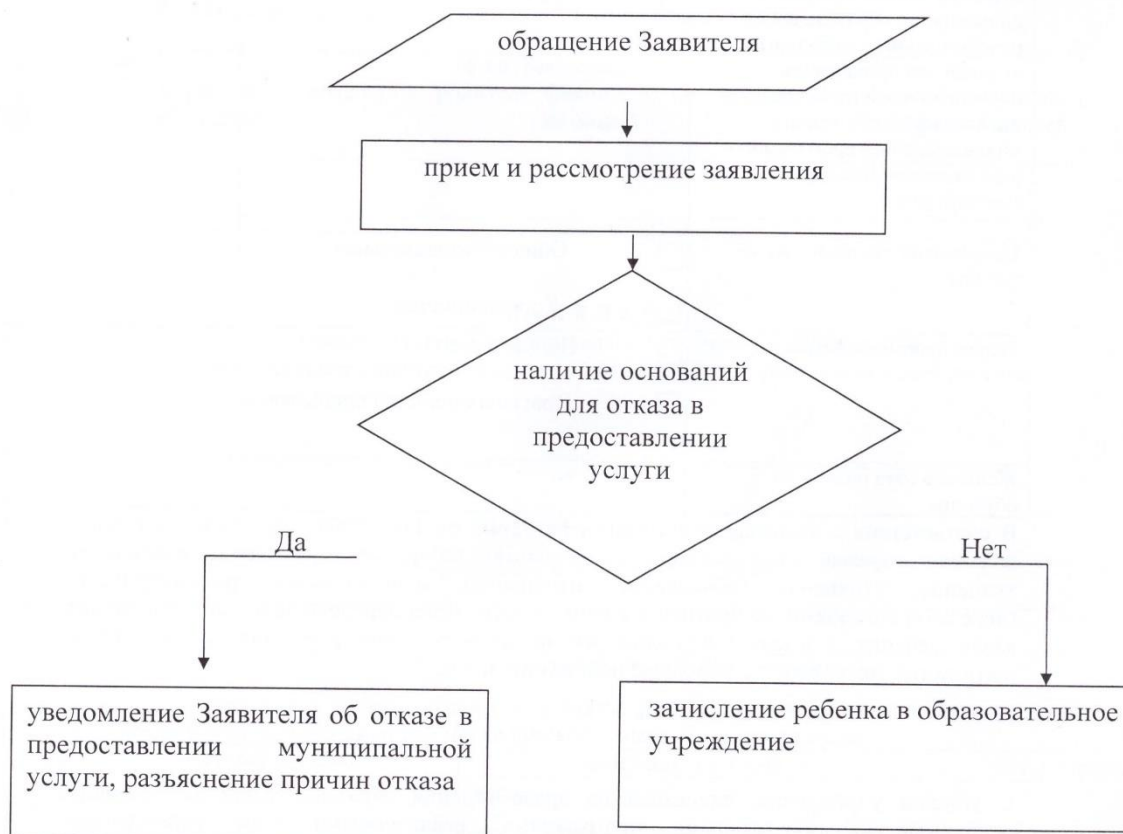 обращение Заявителя
прием и рассмотрение заявления
наличие оснований
для отказа в
предоставлении
услуги
Да
Нет
уведомление Заявителя об отказе в
предоставлении муниципальной
услуги, разъяснение причин отказа
зачисление ребенка в образовательное
учреждение